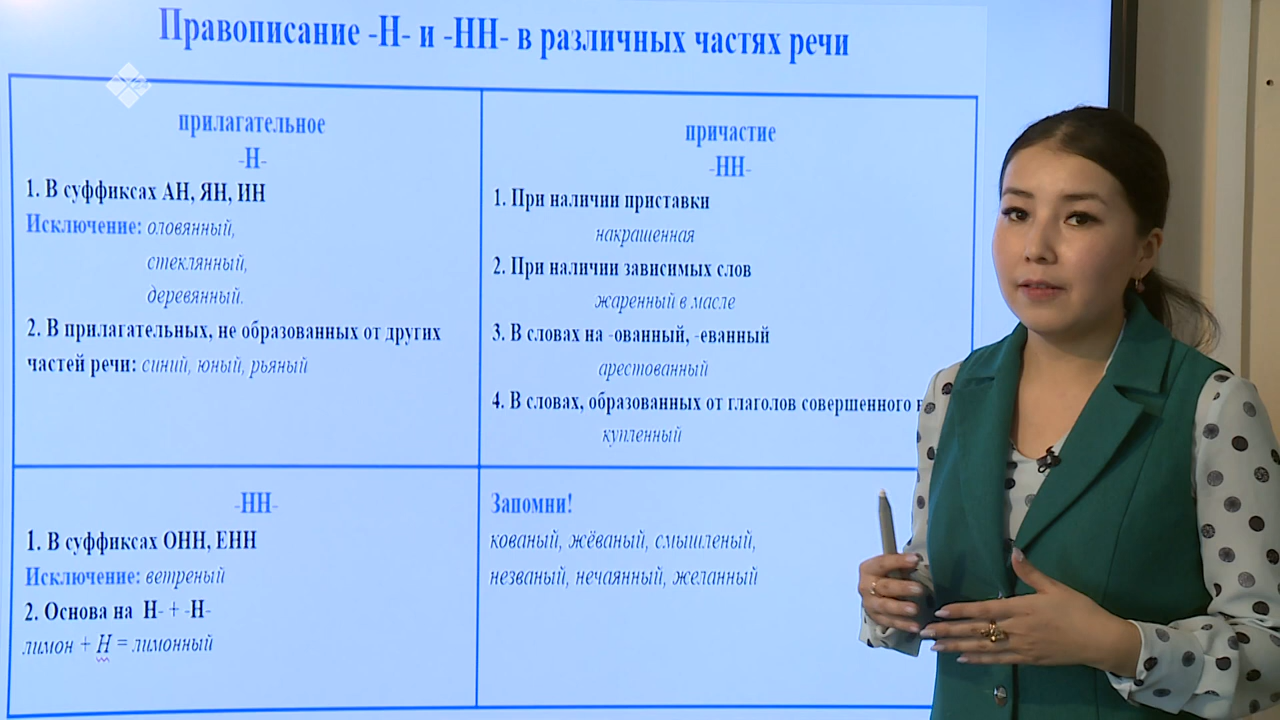 Правописание -Н- и -НН- в различных частях речи
прилагательное
-Н-
1. В суффиксах АН, ЯН, ИН
Исключение: оловянный,
стеклянный,
деревянный.
2. В прилагательных, не образованных от других
частей речи: синий, юный, рьяный
причастие
-НН-
1. При наличии приставки
накрашенная
2. При наличии зависимых слов
жаренный в масле
3. В словах на -ованный, -еванный
арестованный
4. В словах, образованных от глаголов совершенного
купленный
-НН-
1. В суффиксах ОНН, ЕНН
Исключение: ветреный
2. Основа на Н- + -Н-
лимон + Н = лимонный
Запомни!
кованый, жёваный, смышленый,
незваный, нечаянный, желанный